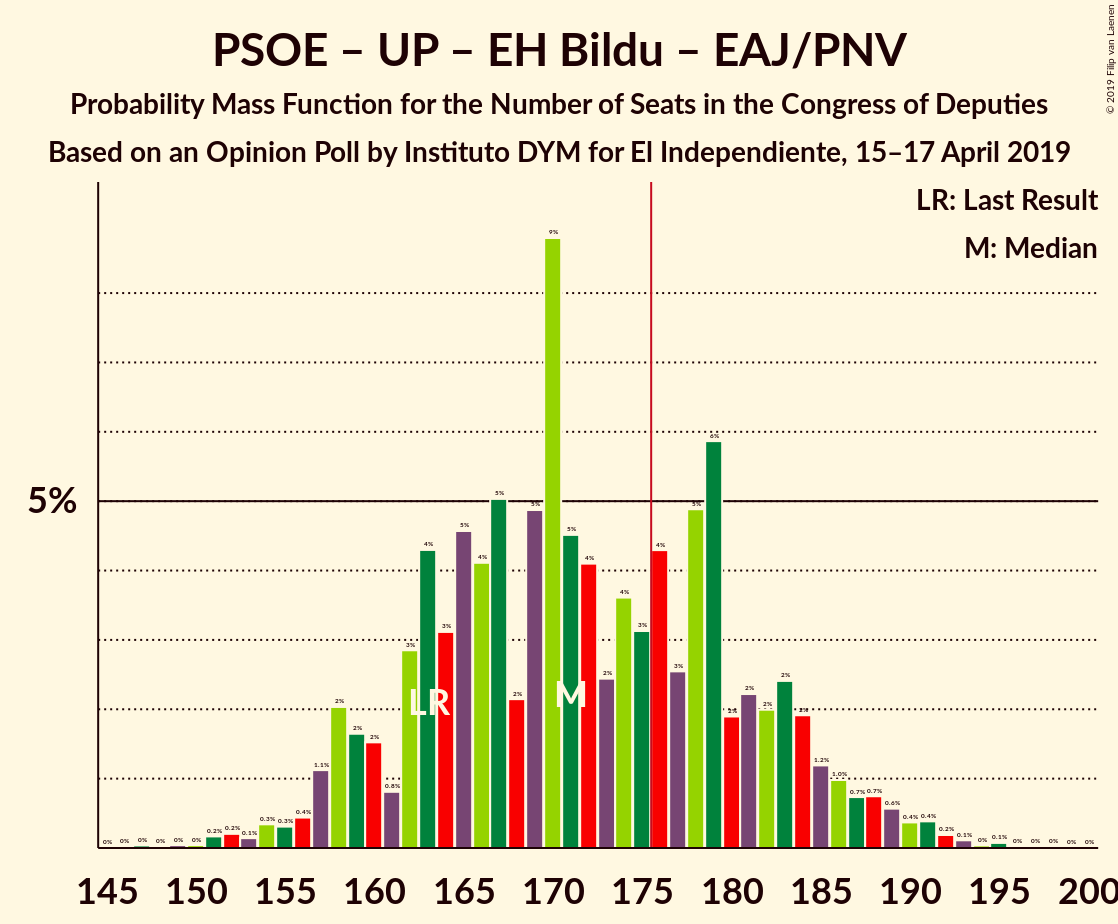 PSOE – UP – EH Bildu – EAJ/PNV
Probability Mass Function for the Number of Seats in the Congress of Deputies
Based on an Opinion Poll by Instituto DYM for El Independiente, 15–17 April 2019
© 2019 Filip van Laenen
LR: Last Result
M: Median
5%
0% 0% 0% 0% 0% 0% 0.2% 0.2% 0.1% 0.3% 0.3% 0.4% 1.1% 2% 2% 2% 0.8% 3% 4% 3% 5% 4% 5% 2% 5% 9% 5% 4% 2% 4% 3% 4% 3% 5% 6% 2% 2% 2% 2% 2% 1.2% 1.0% 0.7% 0.7% 0.6% 0.4% 0.4% 0.2% 0.1% 0% 0.1% 0% 0% 0% 0% 0%
LR M
145 150 155 160 165 170 175 180 185 190 195 200